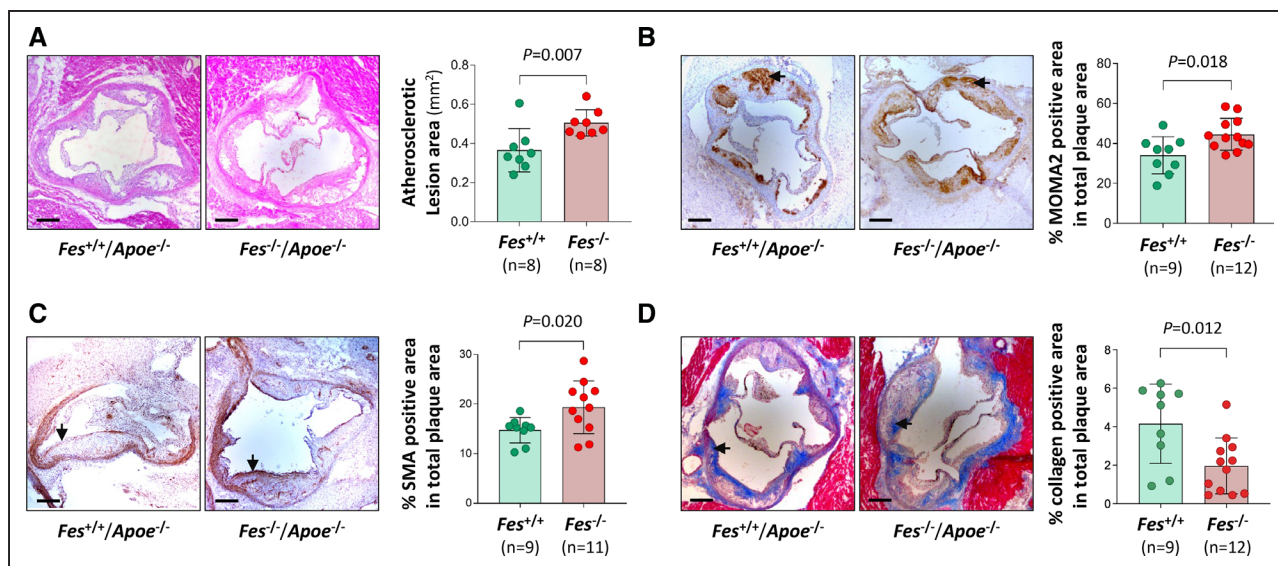 A
P=0.007
Atherosclerotic
Lesion area (mm²)
0.8
0.6
0.4
0.2
0.0
Fes+/+/Apoe-/-
Fes-/-/Apoe-/-
Fes+/+
(n=8)
Fes-/-
(n=8)
B
P=0.018
% MOMA2 positive area
in total plaque area
80
60
40
20
0
Fes+/+/Apoe-/-
Fes-/-/Apoe-/-
Fes+/+
(n=9)
Fes-/-
(n=12)
C
P=0.020
% SMA positive area
in total plaque area
30
20
10
0
Fes+/+/Apoe-/-
Fes-/-/Apoe-/-
Fes+/+
(n=9)
Fes-/-
(n=11)
D
P=0.012
% collagen positive area
in total plaque area
8
6
4
2
0
Fes+/+/Apoe-/-
Fes-/-/Apoe-/-
Fes+/+
(n=9)
Fes-/-
(n=12)